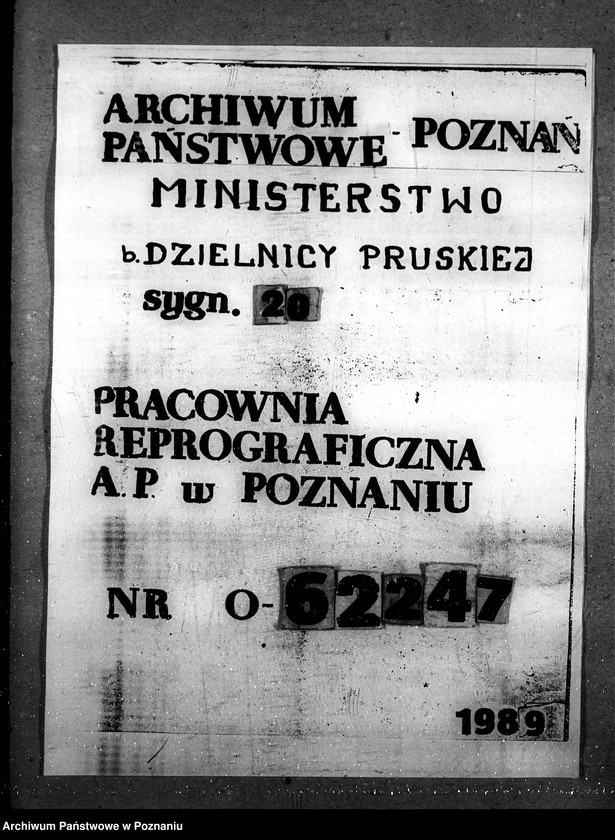 ARCHIWUM
PAŃSTWOWE - POZNAŃ
MINISTERSTWO
b. DZIELNICY PRUSKIEJ
sygn. 20
PRACOWNIA
REPROGRAFICZNA
A.P. w POZNANIU
NR O-62247
1989
Archiwum Państwowe w Poznaniu